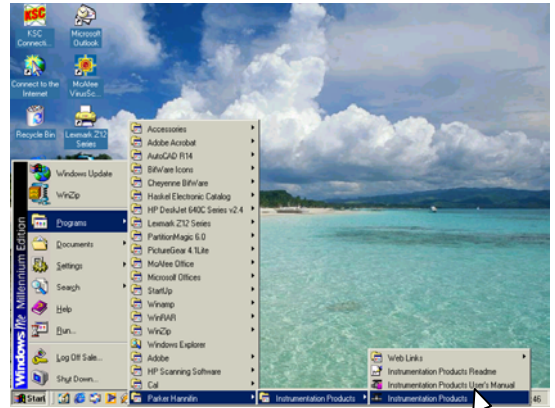 KSC
KSC
Connecti...
Microsoft
Outlook
Connect to the
Internet
McAfee
VirusSc...
Recycle Bin
Lexmark Z12
Series
Windows Me Millennium Edition
Windows Update
WinZip
Programs
Documents
Settings
Search
Help
Run...
Log Off Sale...
Shut Down...
Accessories
Adobe Acrobat
AutoCAD R14
BitWare Icons
Cheyenne BitWare
Haskel Electronic Catalog
HP DeskJet 640C Series v2.4
Lexmark Z12 Series
PartitionMagic 6.0
PictureGear 4.1Lite
McAfee Office
Microsoft Offices
StartUp
Winamp
WinRAR
WinZip
Windows Explorer
Adobe
HP Scanning Software
Cal
Parker Hannifin
Instrumentation Products
Web Links
Instrumentation Products Readme
Instrumentation Products User's Manual
Instrumentation Products
Start
46